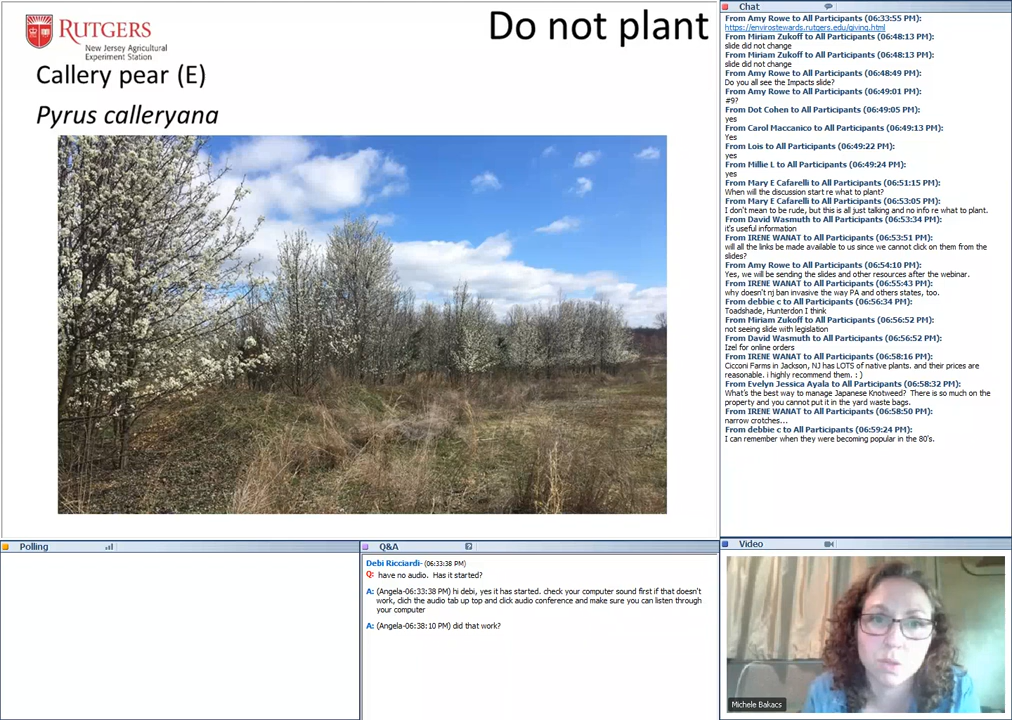 RUTGERS
New Jersey Agricultural
Experiment Station
Do not plant
Callery pear (E)
Pyrus calleryana
Chat
From Amy Rowe to All Participants (06:33:55 PM):
https://envirostewards.rutgers.edu/giving.html
From Miriam Zukoff to All Participants (06:48:13 PM):
slide did not change
From Miriam Zukoff to All Participants (06:48:13 PM):
slide did not change
From Amy Rowe to All Participants (06:48:49 PM):
Do you all see the Impacts slide?
From Amy Rowe to All Participants (06:49:01 PM):
#9?
From Dot Cohen to All Participants (06:49:05 PM):
yes
From Carol Maccanico to All Participants (06:49:13 PM):
Yes
From Lois to All Participants (06:49:22 PM):
yes
From Millie L to All Participants (06:49:24 PM):
yes
From Mary E Cafarelli to All Participants (06:51:15 PM):
When will the discussion start re what to plant?
From Mary E Cafarelli to All Participants (06:53:05 PM):
I don't mean to be rude, but this is all just talking and no info re what to plant.
From David Wasmuth to All Participants (06:53:34 PM):
it's useful information
From IRENE WANAT to All Participants (06:53:51 PM):
will all the links be made available to us since we cannot click on them from the
slides?
From Amy Rowe to All Participants (06:54:10 PM):
Yes, we will be sending the slides and other resources after the webinar.
From IRENE WANAT to All Participants (06:55:43 PM):
why doesn't nj ban invasive the way PA and others states, too.
From debbie c to All Participants (06:56:34 PM):
Toadshade, Hunterdon I think
From Miriam Zukoff to All Participants (06:56:52 PM):
not seeing slide with legislation
From David Wasmuth to All Participants (06:56:52 PM):
Izel for online orders
From IRENE WANAT to All Participants (06:58:16 PM):
Cicconi Farms in Jackson, NJ has LOTS of native plants. and their prices are
reasonable. i highly recommend them. : )
From Evelyn Jessica Ayala to All Participants (06:58:32 PM):
What's the best way to manage Japanese Knotweed? There is so much on the
property and you cannot put it in the yard waste bags.
From IRENE WANAT to All Participants (06:58:50 PM):
narrow crotches...
From debbie c to All Participants (06:59:24 PM):
I can remember when they were becoming popular in the 80's.
Polling
Q&A
Debi Ricciardi- (06:33:38 PM)
Q: have no audio. Has it started?
A: (Angela-06:33:38 PM) hi debi, yes it has started. check your computer sound first if that doesn't
work, clich the audio tab up top and click audio conference and make sure you can listen through
your computer
A: (Angela-06:38:10 PM) did that work?
Video
Michele Bakacs